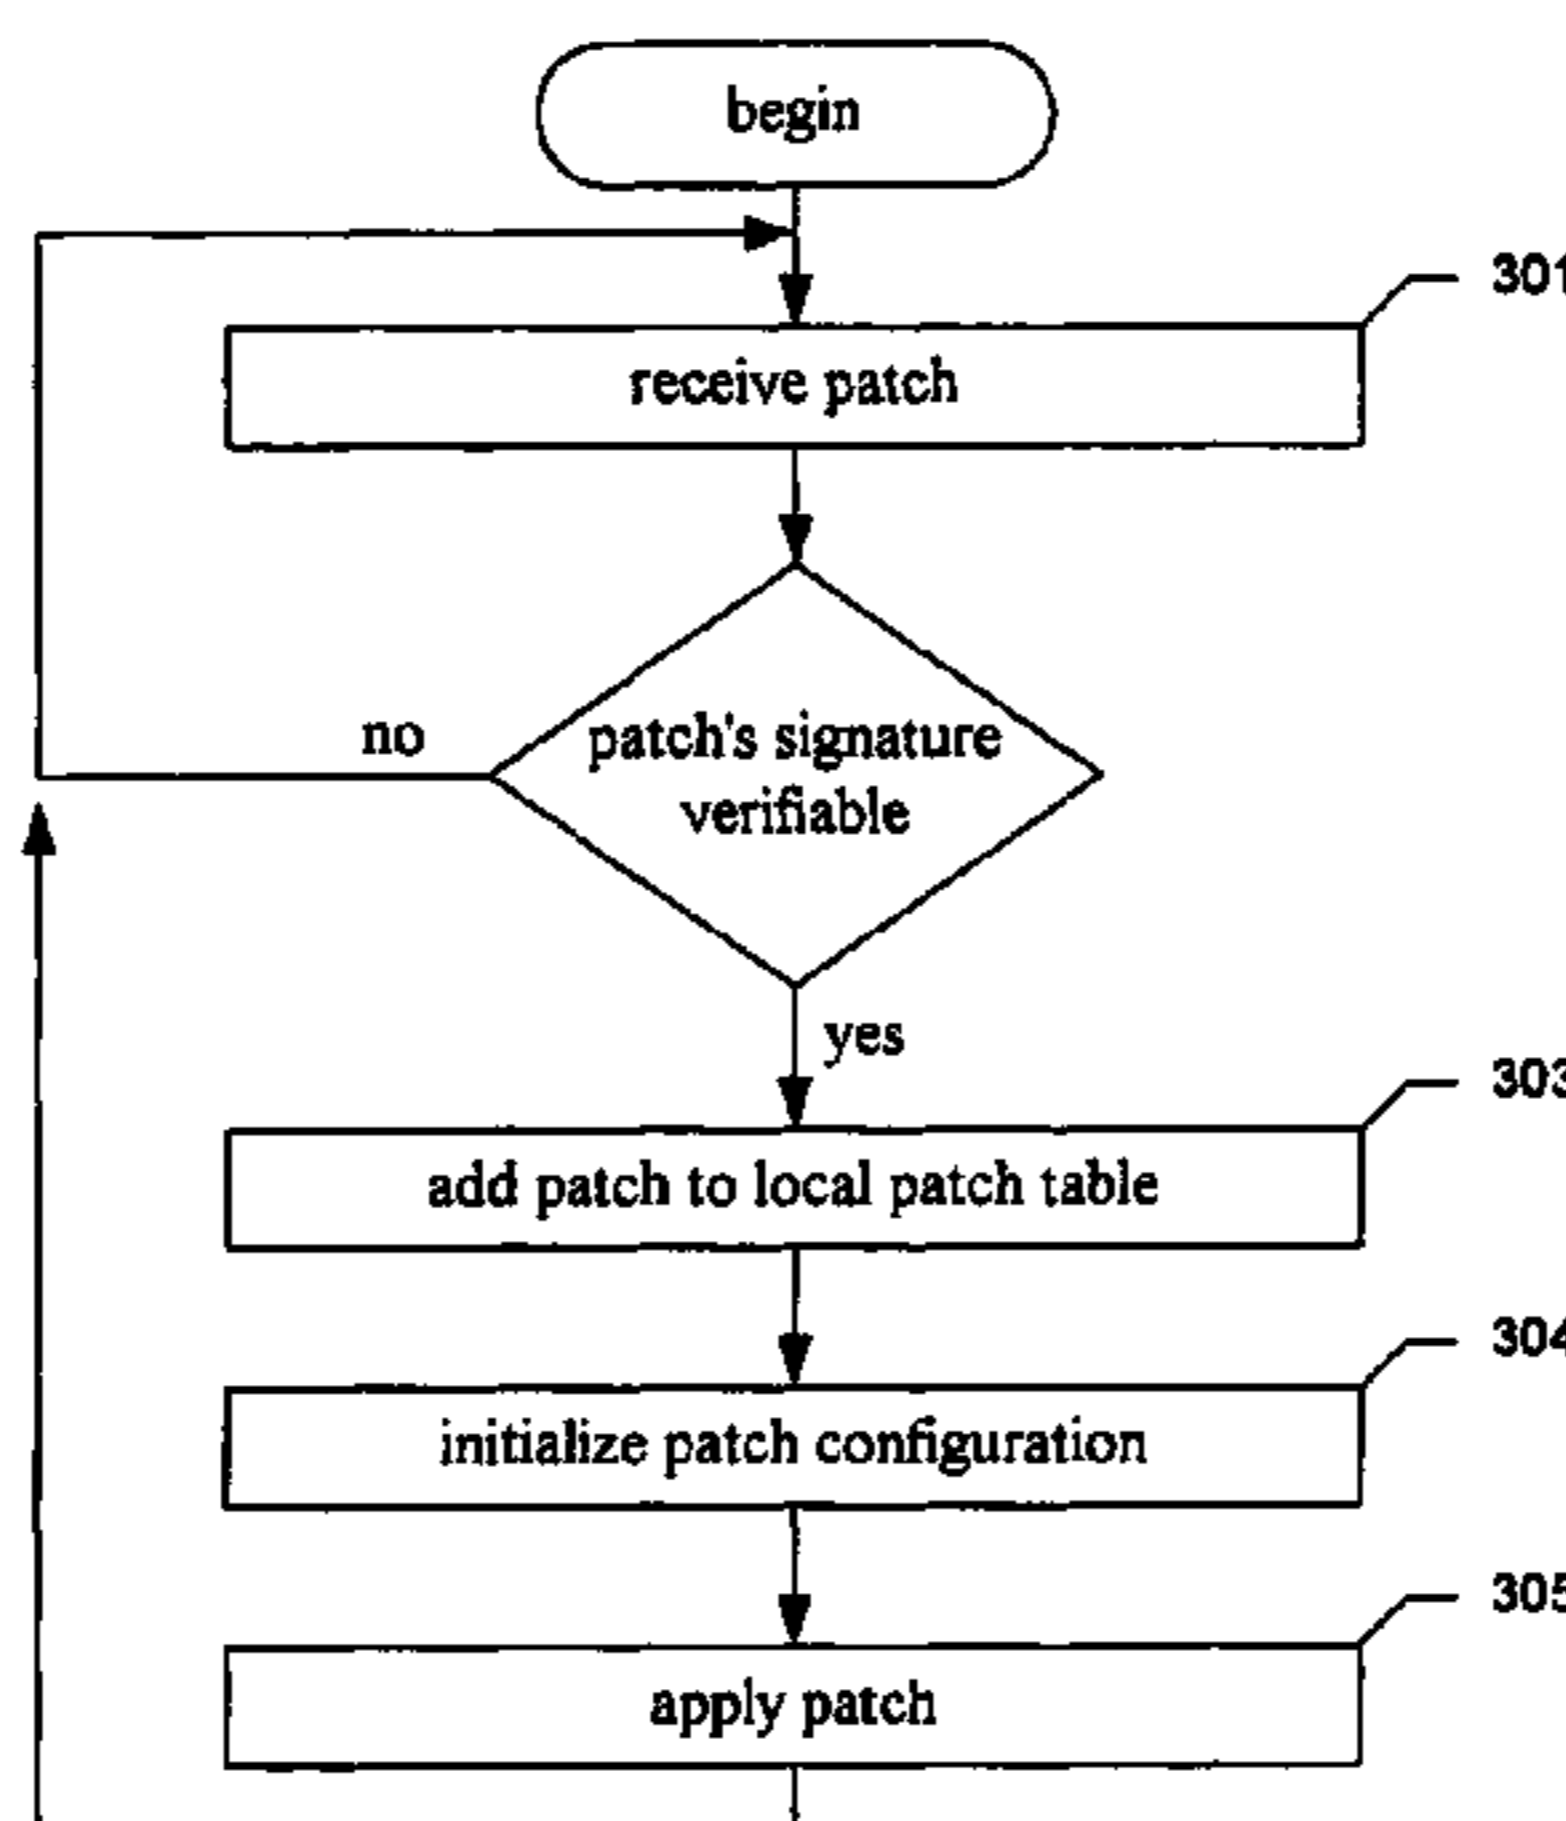 begin
301
receive patch
no
patch's signature
verifiable
yes
303
add patch to local patch table
304
initialize patch configuration
305
apply patch